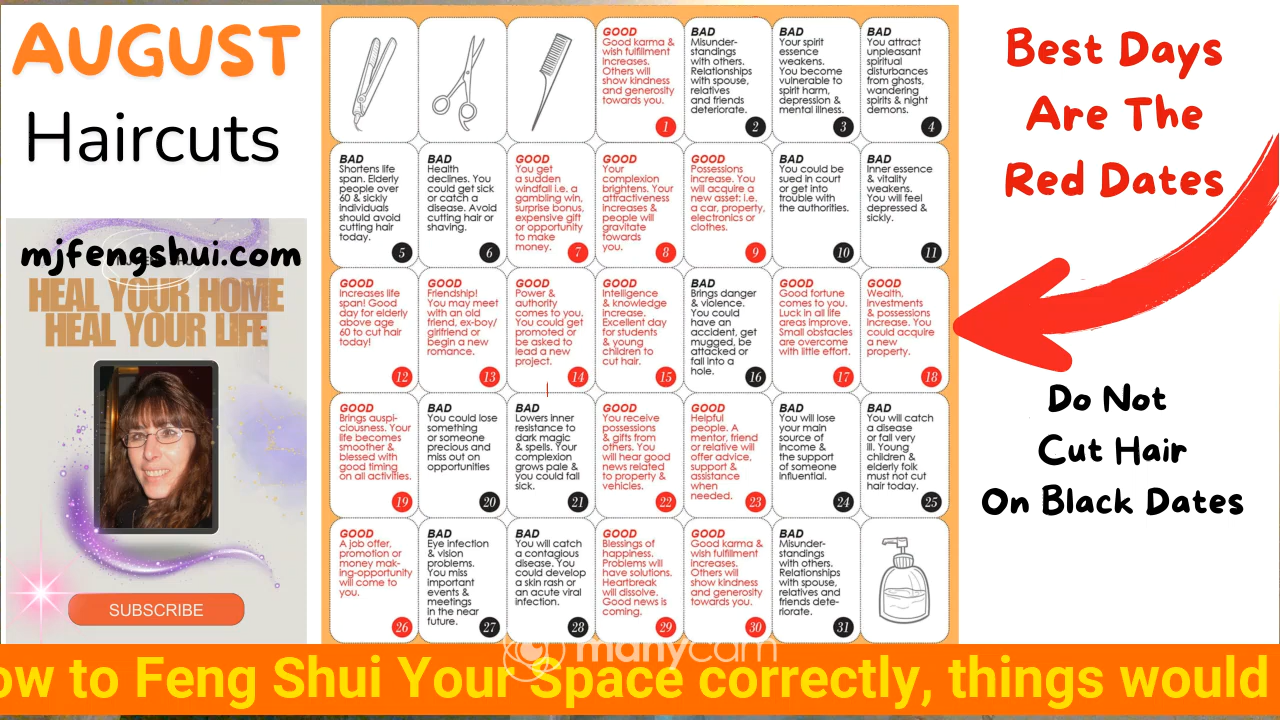 AUGUST
Haircuts
mjfengshui.com
HEAL YOUR HOME
HEAL YOUR LIFE
SUBSCRIBE
GOOD
Good karma &
wish fulfillment
increases.
Others will
show kindness
and generosity
towards you.
1
BAD
Misunder-
standings
with others.
Relationships
with spouse,
relatives
and friends
deteriorate.
2
BAD
Your spirit
essence
weakens.
You become
vulnerable to
spirit harm,
depression &
mental illness.
3
BAD
You attract
unpleasant
spiritual
disturbances
from ghosts,
wandering
spirits & night
demons.
4
BAD
Shortens life
span. Elderly
people over
60 & sickly
individuals
should avoid
cutting hair
today.
5
BAD
Health
declines. You
could get sick
or catch a
disease. Avoid
cutting hair or
shaving.
6
GOOD
You get
a sudden
windfall i.e. a
gambling win,
surprise bonus,
expensive gift
or opportunity
to make
money.
7
GOOD
Your
complexion
brightens. Your
attractiveness
increases &
people will
gravitate
towards
you.
8
GOOD
Possessions
increase. You
will acquire a
new asset: i.e.
a car, property,
electronics or
clothes.
9
BAD
You could be
sued in court
or get into
trouble with
the authorities.
10
BAD
Inner essence
& vitality
weakens.
You will feel
depressed &
sickly.
11
GOOD
Increases life
span! Good
day for elderly
above age
60 to cut hair
today!
12
GOOD
Friendship!
You may meet
with an old
friend, ex-boy/
girlfriend or
begin a new
romance.
13
GOOD
Power &
authority
comes to you.
You could get
promoted or
be asked to
lead a new
project.
14
GOOD
Intelligence
& knowledge
increase.
Excellent day
for students
& young
children to
cut hair.
15
BAD
Brings danger
& violence.
You could
have an
accident, get
mugged, be
attacked or
fall into a
hole.
16
GOOD
Good fortune
comes to you.
Luck in all life
areas improve.
Small obstacles
are overcome
with little effort.
17
GOOD
Wealth,
investments
& possessions
increase. You
could acquire
a new
property.
18
GOOD
Brings auspi-
ciousness. Your
life becomes
smoother &
blessed with
good timing
on all activities.
19
BAD
You could lose
something
or someone
precious and
miss out on
opportunities
20
BAD
Lowers inner
resistance to
dark magic
& spells. Your
complexion
grows pale &
you could fall
sick.
21
GOOD
You receive
possessions
& gifts from
others. You
will hear good
news related
to property &
vehicles.
22
GOOD
Helpful
people. A
mentor, friend
or relative will
offer advice,
support &
assistance
when
needed.
23
BAD
You will lose
your main
source of
income &
the support
of someone
influential.
24
BAD
You will catch
a disease
or fall very
ill. Young
children &
elderly folk
must not cut
hair today.
25
GOOD
A job offer,
promotion or
money mak-
ing-opportunity
will come to
you.
26
BAD
Eye infection
& vision
problems.
You miss
important
events &
meetings
in the near
future.
27
BAD
You will catch
a contagious
disease. You
could develop
a skin rash or
an acute viral
infection.
28
GOOD
Blessings of
happiness.
Problems will
have solutions.
Heartbreak
will dissolve.
Good news is
coming.
29
GOOD
Good karma &
wish fulfillment
increases.
Others will
show kindness
and generosity
towards you.
30
BAD
Misunder-
standings
with others.
Relationships
with spouse,
relatives and
friends dete-
riorate.
31
Best Days
Are The
Red Dates
Do Not
Cut Hair
On Black Dates
manycam
ow to Feng Shui Your Space correctly, things would